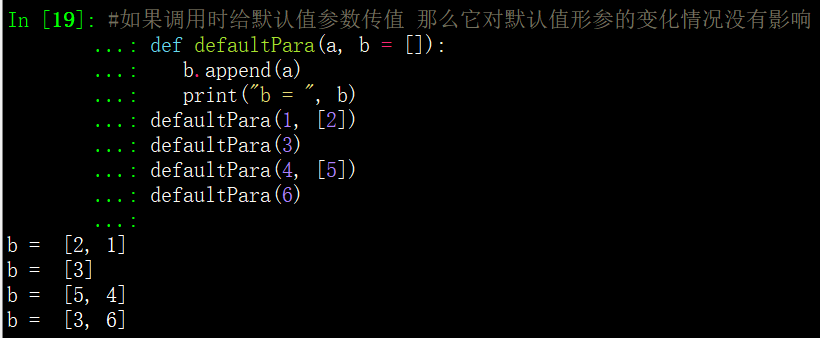 In [19]: #如果调用时给默认值参数传值 那么它对默认值形参的变化情况没有影响
...: def defaultPara(a, b = []):
...:    b.append(a)
...:    print("b = ", b)
...: defaultPara(1, [2])
...: defaultPara(3)
...: defaultPara(4, [5])
...: defaultPara(6)
...:
b =  [2, 1]
b =  [3]
b =  [5, 4]
b =  [3, 6]